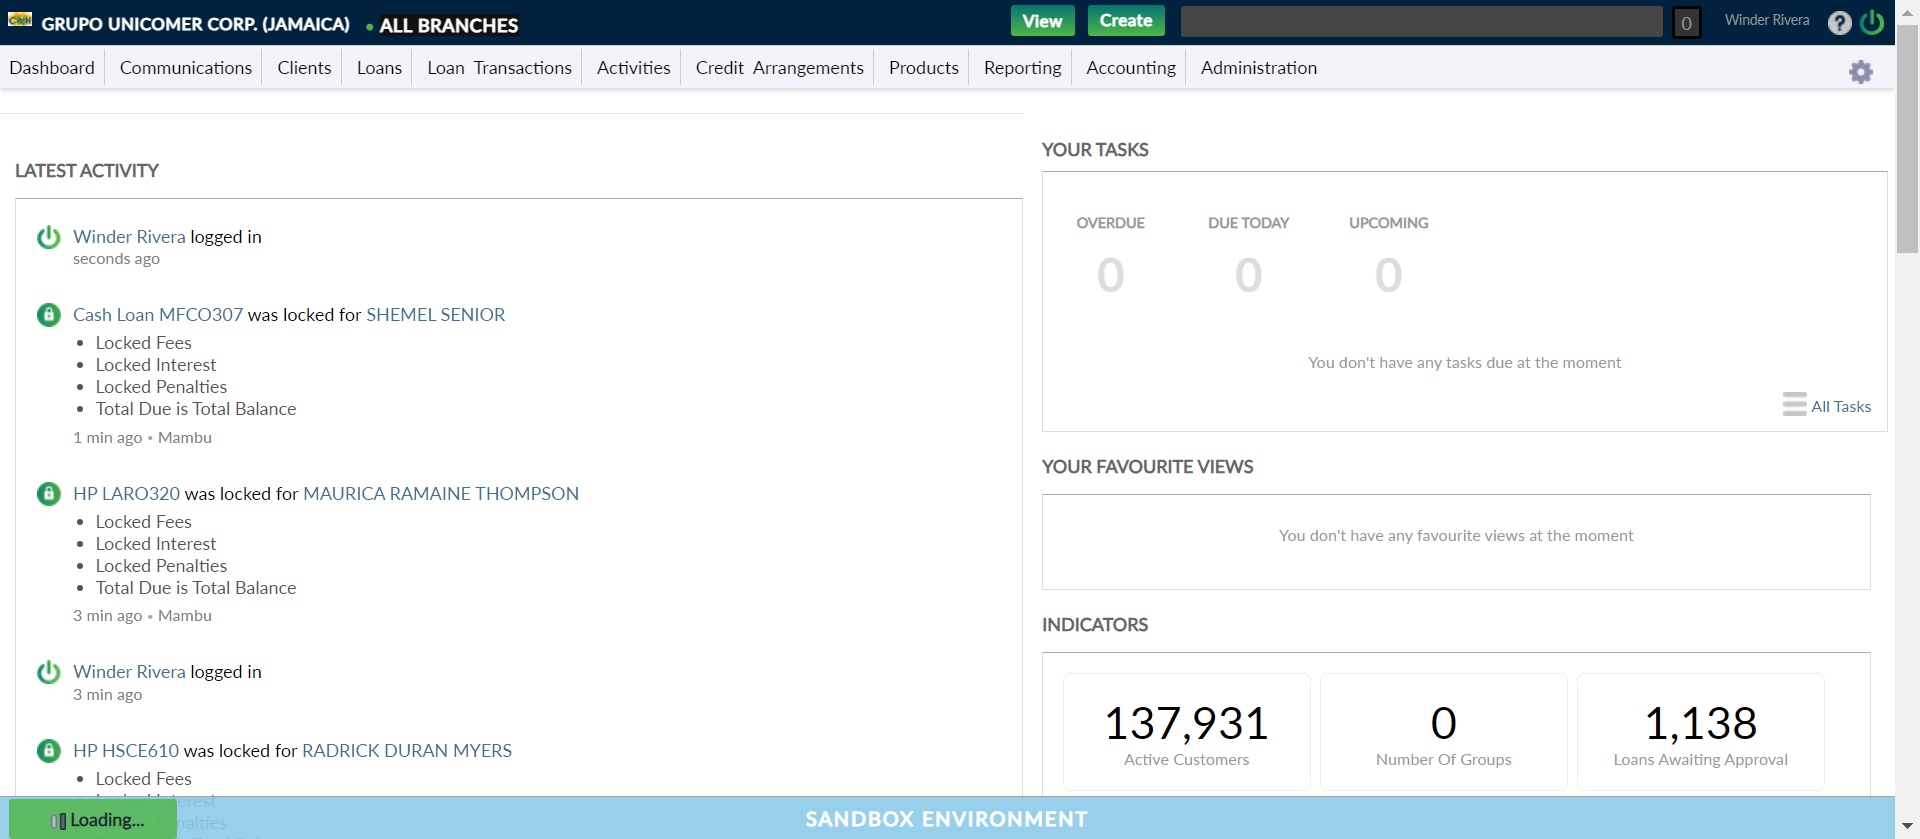 Cash
GRUPO UNICOMER CORP. (JAMAICA) • ALL BRANCHES
View Create 0 Winder Rivera ?
Dashboard Communications Clients Loans Loan Transactions Activities Credit Arrangements Products Reporting Accounting Administration
LATEST ACTIVITY
Winder Rivera logged in
seconds ago
Cash Loan MFCO307 was locked for SHEMEL SENIOR
• Locked Fees
• Locked Interest
• Locked Penalties
• Total Due is Total Balance
1 min ago • Mambu
HP LARO320 was locked for MAURICA RAMAINE THOMPSON
• Locked Fees
• Locked Interest
• Locked Penalties
• Total Due is Total Balance
3 min ago • Mambu
Winder Rivera logged in
3 min ago
HP HSCE610 was locked for RADRICK DURAN MYERS
• Locked Fees
• Locked Interest
YOUR TASKS
OVERDUE DUE TODAY UPCOMING
0 0 0
You don't have any tasks due at the moment
All Tasks
YOUR FAVOURITE VIEWS
You don't have any favourite views at the moment
INDICATORS
137,931 0 1,138
Active Customers Number Of Groups Loans Awaiting Approval
Loading...
SANDBOX ENVIRONMENT